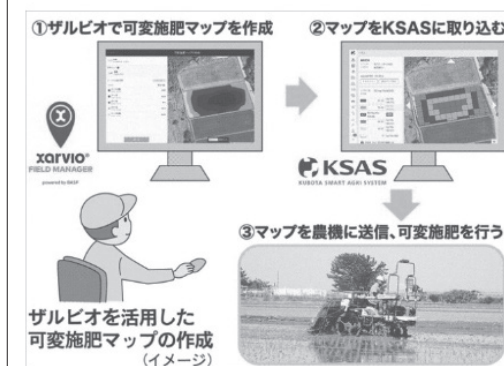 ①ザルビオで可変施肥マップを作成
②マップをKSASに取り込む
xarvio®
FIELD MANAGER
powered by BASF
KSAS
KUBOTA SMART AGRI SYSTEM
③マップを農機に送信、可変施肥を行う
ザルビオを活用した
可変施肥マップの作成
(イメージ)